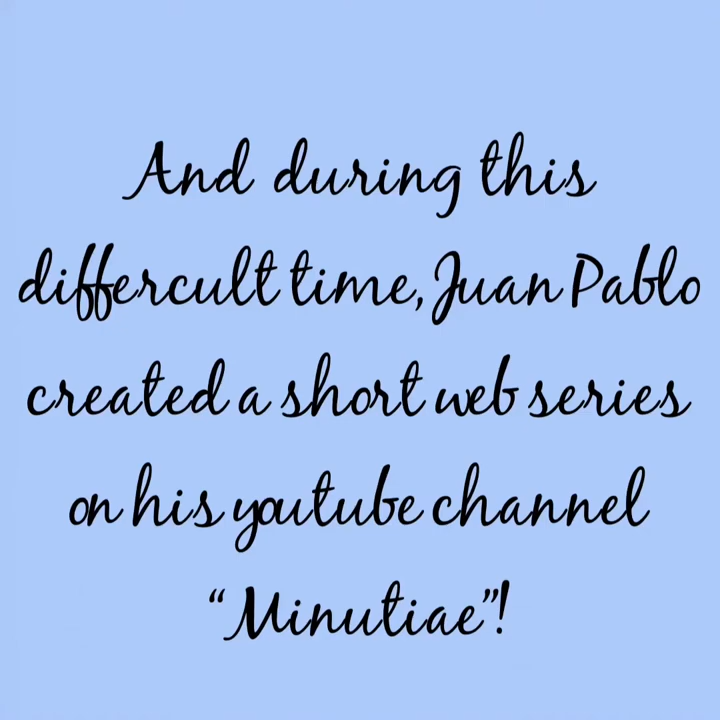 And during this
differcult time, Juan Pablo
created a short web series
on his youtube channel
“Minutiae”!